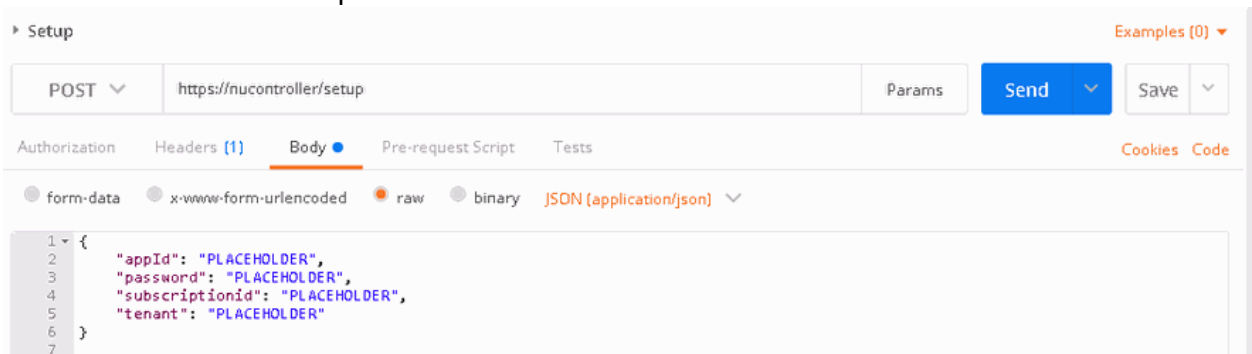 Setup
Examples (0)
POST https://nucontroller/setup Params Send Save
Authorization Headers (1) Body Pre-request Script Tests Cookies Code
form-data x-www-form-urlencoded raw binary JSON (application/json)
1 {
2 "appId": "PLACEHOLDER",
3 "password": "PLACEHOLDER",
4 "subscriptionid": "PLACEHOLDER",
5 "tenant": "PLACEHOLDER"
6 }
7